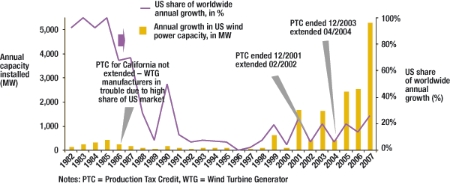 US share of worldwide
annual growth, in %
Annual growth in US wind
power capacity, in MW
PTC ended 12/2003
extended 04/2004
100%
80%
60%
40%
20%
0%
5,000
4,000
3,000
2,000
1,000
0
Annual
capacity
installed
(MW)
PTC for California not
extended – WTG
manufacturers in
trouble due to high
share of US market
PTC ended 12/2001
extended 02/2002
US share of
worldwide
annual
growth (%)
1982 1983 1984 1985 1986 1987 1988 1989 1990 1991 1992 1993 1994 1995 1996 1997 1998 1999 2000 2001 2002 2003 2004 2005 2006 2007
Notes: PTC = Production Tax Credit, WTG = Wind Turbine Generator